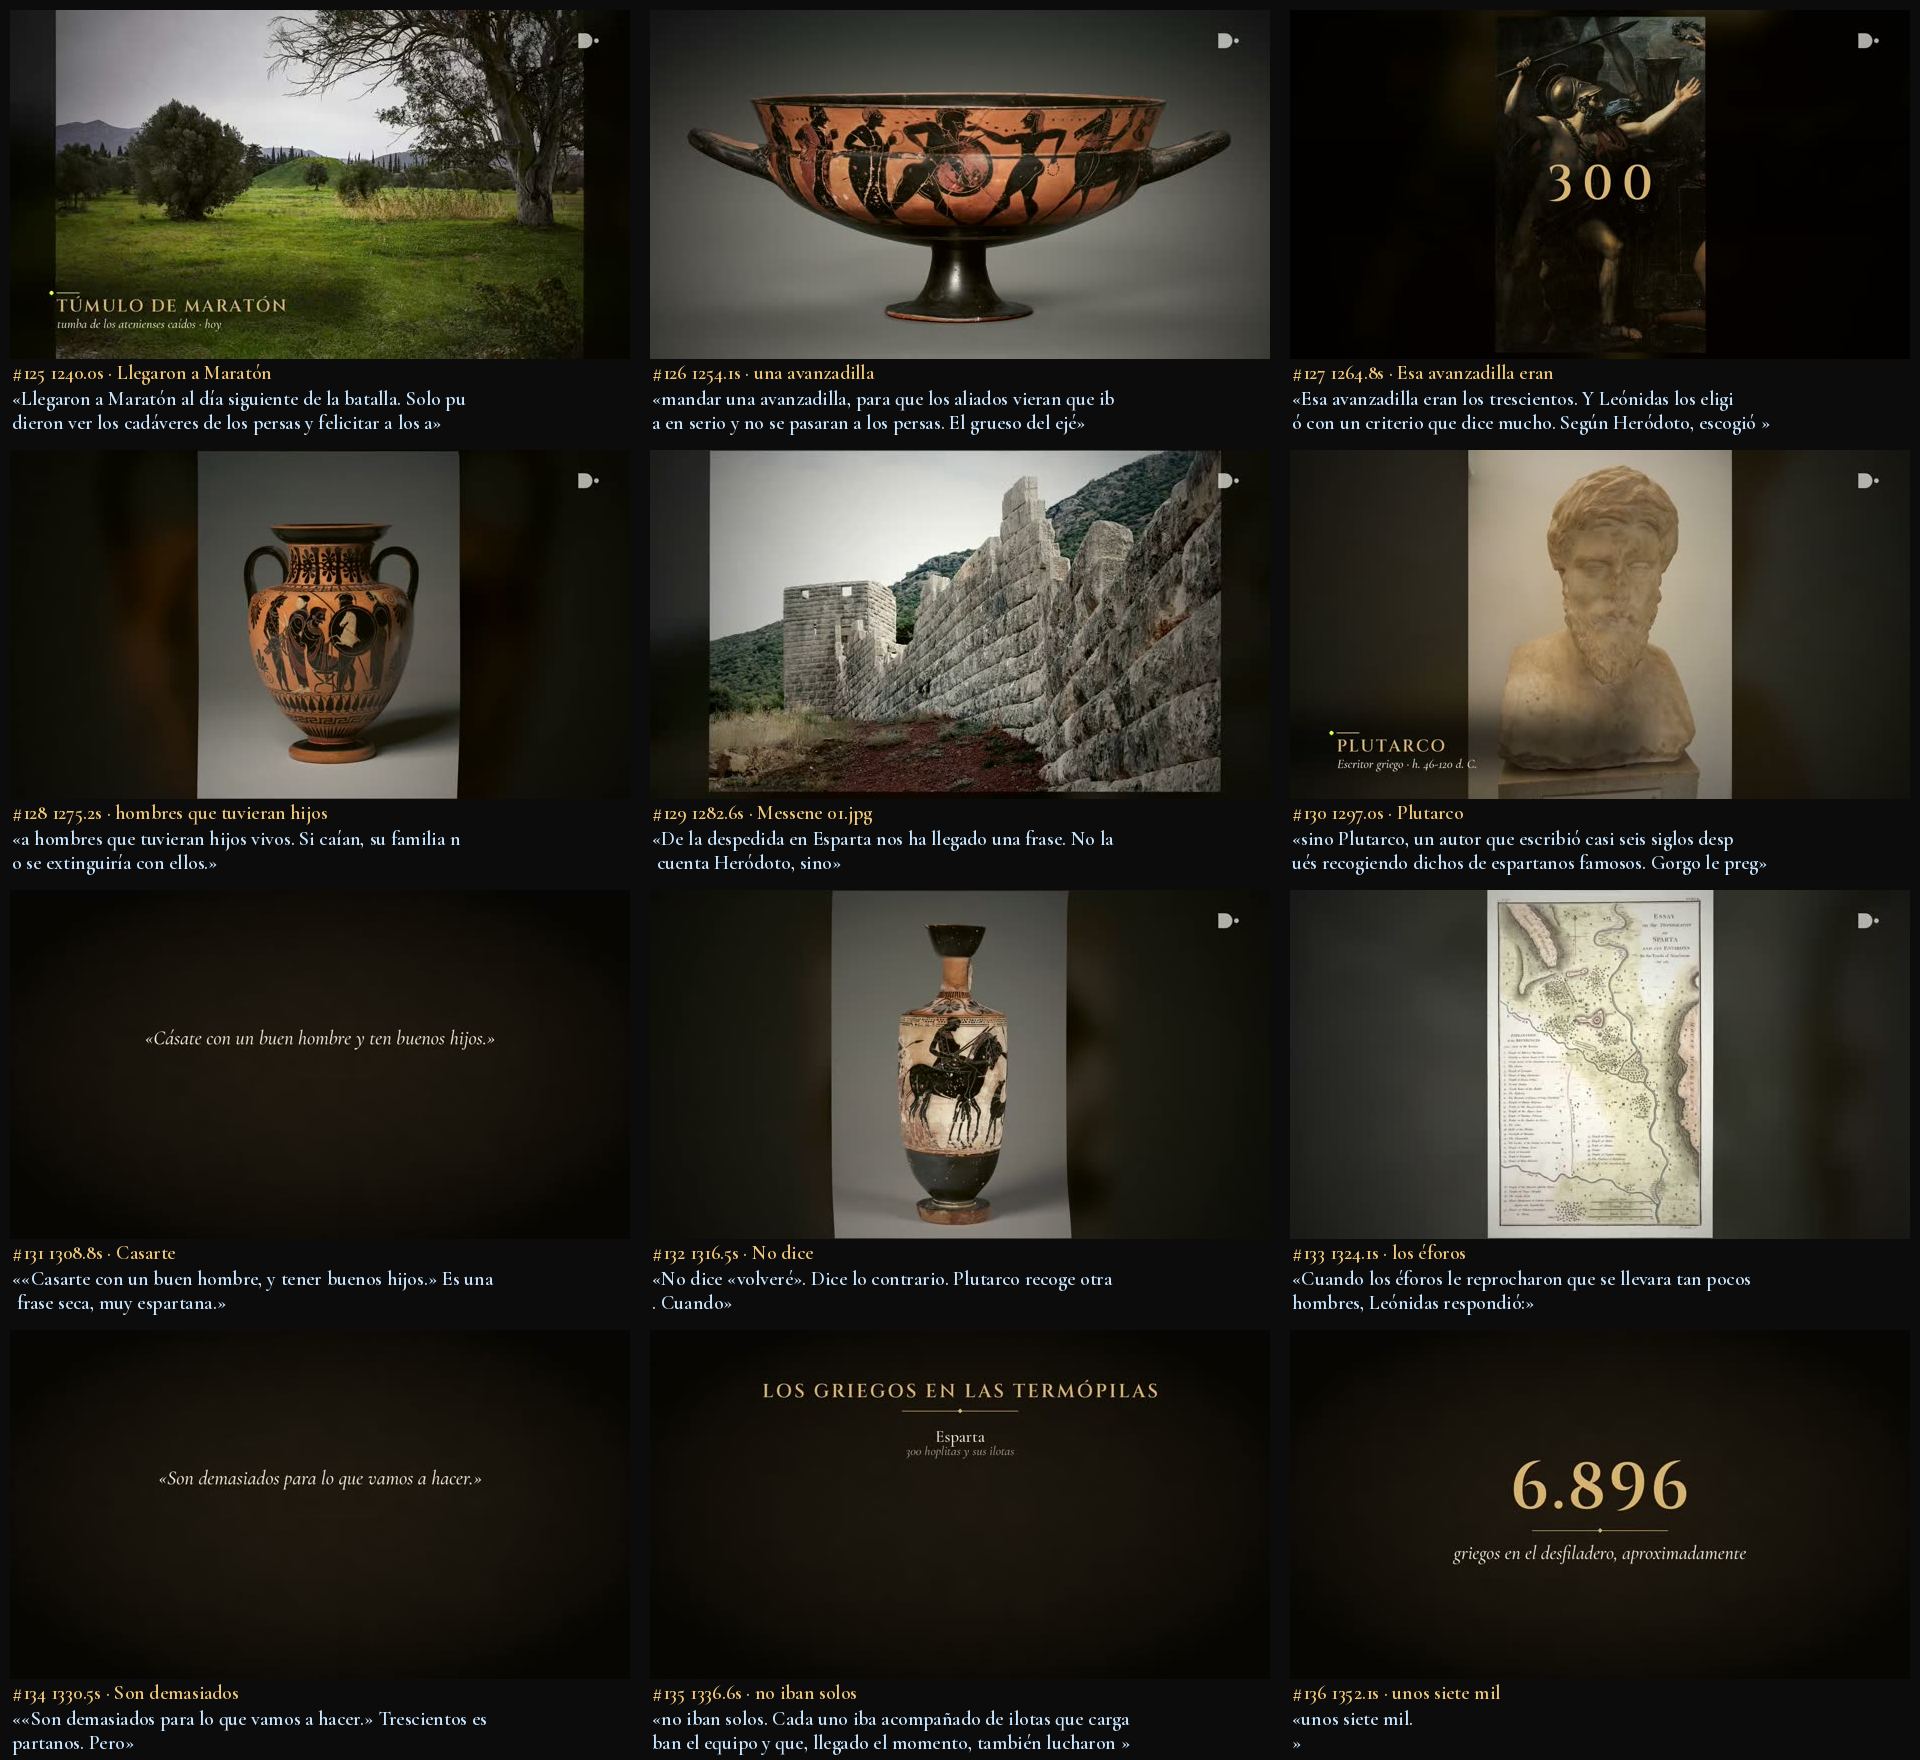 TÚMULO DE MARATÓN
tumba de los atenienses caídos · hoy
#125 1240.0s · Llegaron a Maratón
«Llegaron a Maratón al día siguiente de la batalla. Solo pu
dieron ver los cadáveres de los persas y felicitar a los a»
#126 1254.1s · una avanzadilla
«mandar una avanzadilla, para que los aliados vieran que ib
a en serio y no se pasaran a los persas. El grueso del ejé»
300
#127 1264.8s · Esa avanzadilla eran
«Esa avanzadilla eran los trescientos. Y Leónidas los eligi
ó con un criterio que dice mucho. Según Heródoto, escogió »
#128 1275.2s · hombres que tuvieran hijos
«a hombres que tuvieran hijos vivos. Si caían, su familia n
o se extinguiría con ellos.»
#129 1282.6s · Messene 01.jpg
«De la despedida en Esparta nos ha llegado una frase. No la
cuenta Heródoto, sino»
PLUTARCO
Escritor griego · h. 46-120 d. C.
#130 1297.0s · Plutarco
«sino Plutarco, un autor que escribió casi seis siglos desp
ués recogiendo dichos de espartanos famosos. Gorgo le preg»
«Cásate con un buen hombre y ten buenos hijos.»
#131 1308.8s · Casarte
««Casarte con un buen hombre, y tener buenos hijos.» Es una
frase seca, muy espartana.»
#132 1316.5s · No dice
«No dice «volveré». Dice lo contrario. Plutarco recoge otra
. Cuando»
ESSAY
SPARTA
#133 1324.1s · los éforos
«Cuando los éforos le reprocharon que se llevara tan pocos
hombres, Leónidas respondió:»
«Son demasiados para lo que vamos a hacer.»
#134 1330.5s · Son demasiados
««Son demasiados para lo que vamos a hacer.» Trescientos es
partanos. Pero»
LOS GRIEGOS EN LAS TERMÓPILAS
Esparta
300 hoplitas y sus ilotas
#135 1336.6s · no iban solos
«no iban solos. Cada uno iba acompañado de ilotas que carga
ban el equipo y que, llegado el momento, también lucharon »
6.896
griegos en el desfiladero, aproximadamente
#136 1352.1s · unos siete mil
«unos siete mil.
»